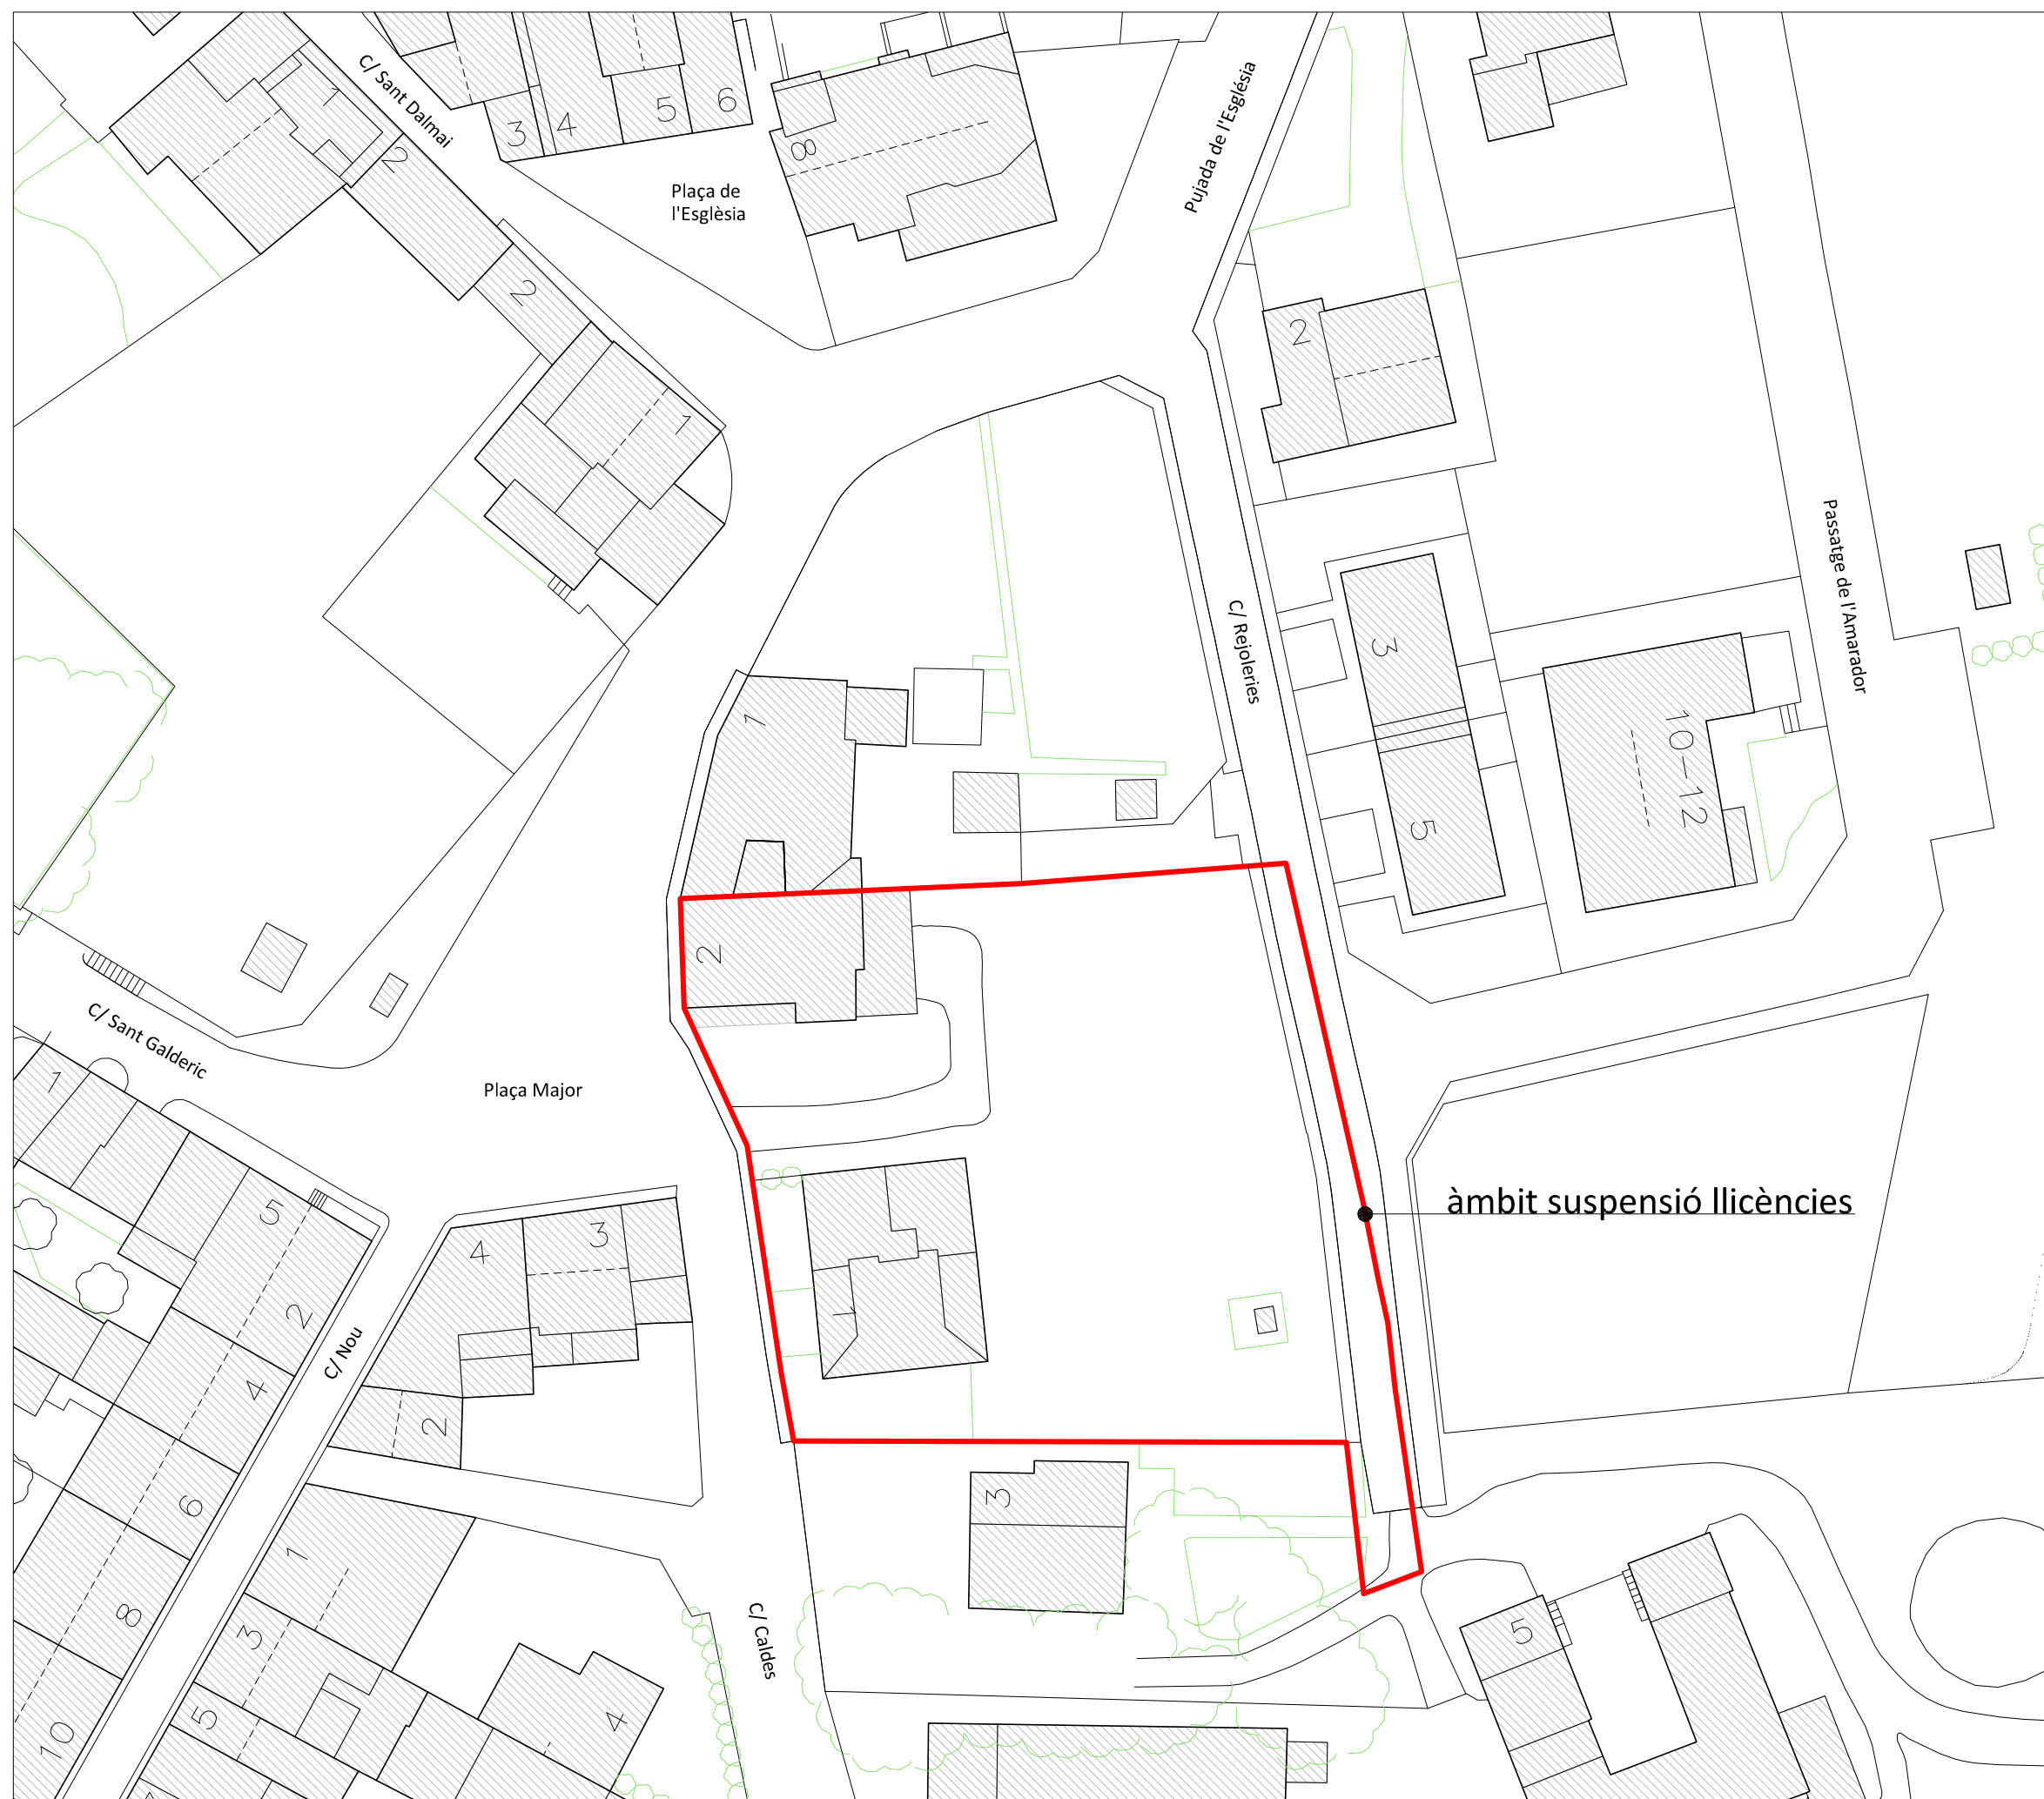 C/ Sant Dalmai
1
2
2
3
4
5
6
8
Plaça de
l'Esglèsia
Pujada de l'Església
2
1
C/ Rejoleries
3
5
10-12
Passatge de l'Amarador
1
2
C/ Sant Galderic
Plaça Major
1
5
2
4
6
8
10
C/ Nou
4
3
2
1
àmbit suspensió llicències
3
1
3
5
4
C/ Caldes
5